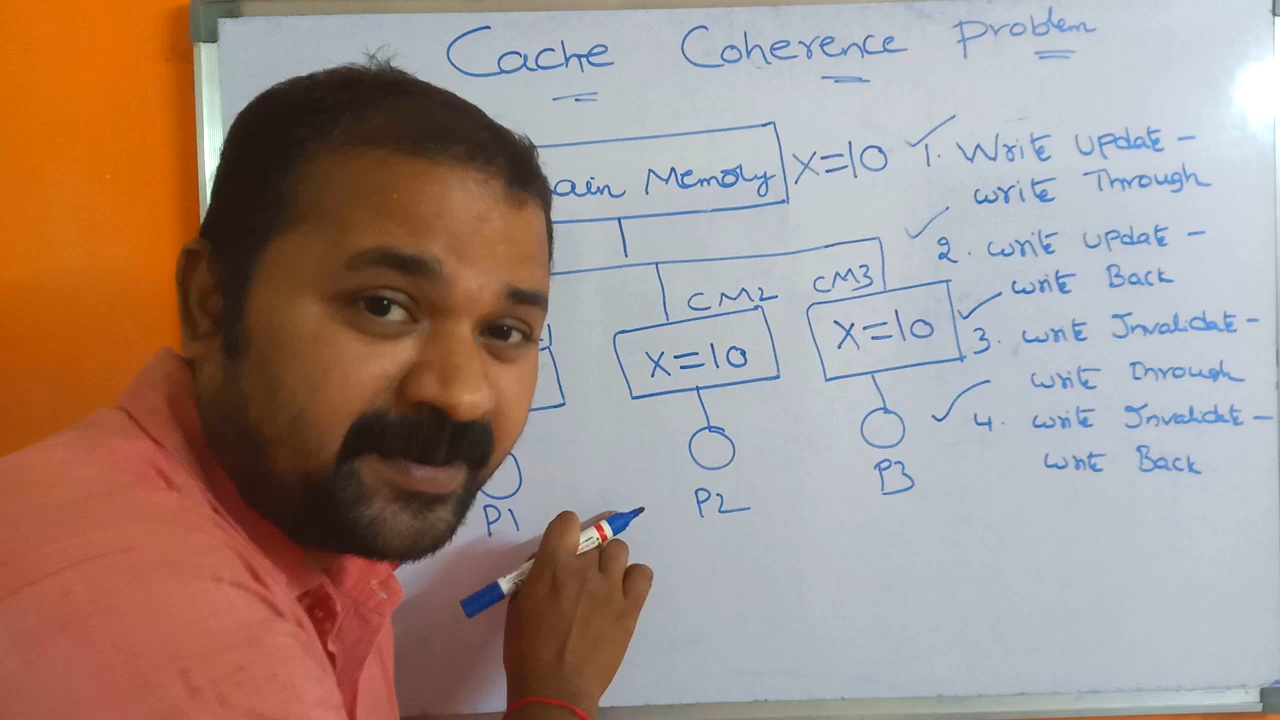 Cache Coherence Problem
ain Memory X=10
1. Write Update -
write Through
2. write update -
write Back
CM2
CM3
X=10
X=10
3. write Invalidate -
write through
4. write Invalidate -
write Back
P1
P2
P3